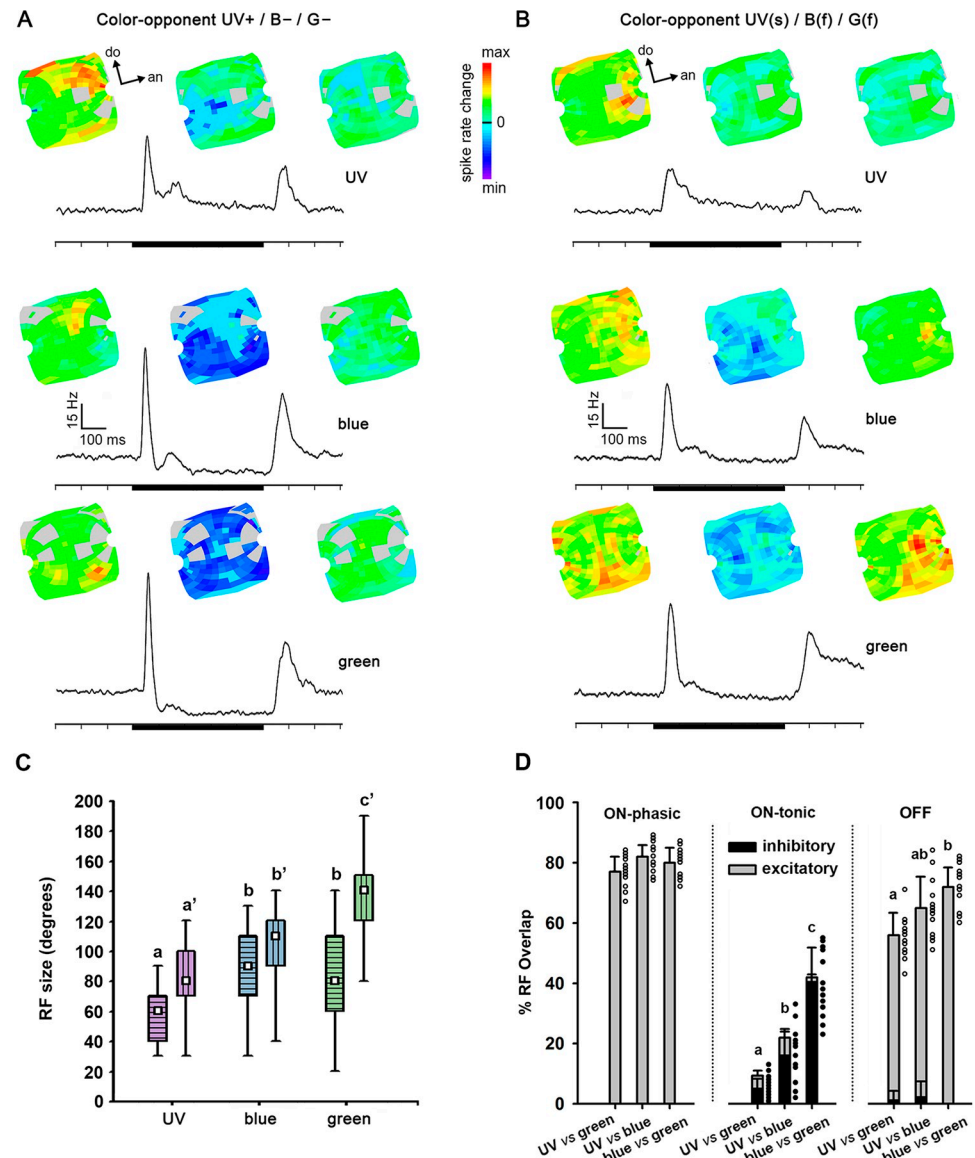 A
Color-opponent UV+ / B− / G−
do
an
UV
15 Hz
100 ms
blue
green
max
0
min
spike rate change
B
Color-opponent UV(s) / B(f) / G(f)
do
an
UV
15 Hz
100 ms
blue
green
C
RF size (degrees)
200
180
160
140
120
100
80
60
40
20
0
a
a’
b
b’
b
c’
UV
blue
green
D
% RF Overlap
100
80
60
40
20
0
ON-phasic
ON-tonic
OFF
inhibitory
excitatory
a
b
c
a
ab
b
UV vs green
UV vs blue
blue vs green
UV vs green
UV vs blue
blue vs green
UV vs green
UV vs blue
blue vs green